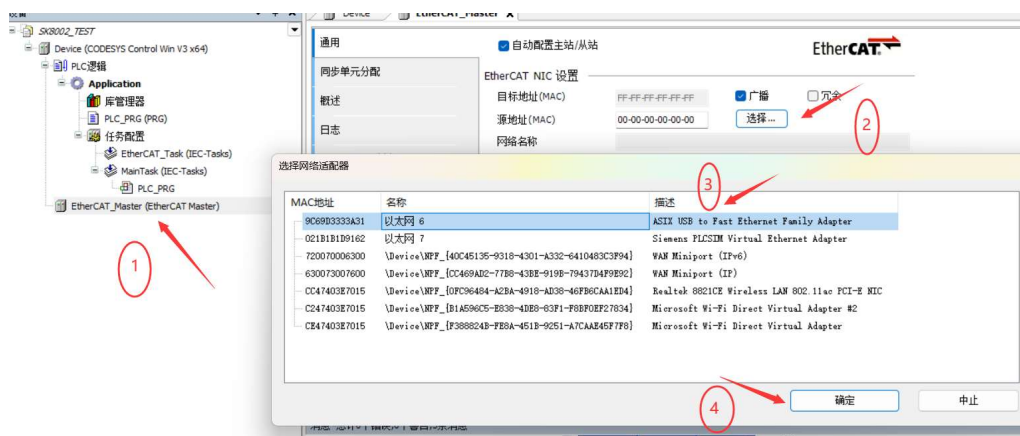 Device
EtherCAT_Master X
SK8002_TEST
Device (CODESYS Control Win V3 x64)
PLC逻辑
Application
库管理器
PLC_PRG (PRG)
任务配置
EtherCAT_Task (IEC-Tasks)
MainTask (IEC-Tasks)
PLC_PRG
EtherCAT_Master (EtherCAT Master)
1
通用
同步单元分配
概述
日志
自动配置主站/从站
EtherCAT.
EtherCAT NIC 设置
目标地址(MAC) FF-FF-FF-FF-FF-FF 广播 冗余
源地址(MAC) 00-00-00-00-00-00 选择...
2
网络名称
选择网络适配器
3
MAC地址 名称 描述
9C69D3333A31 以太网 6 ASIX USB to Fast Ethernet Family Adapter
021B1B1D9162 以太网 7 Siemens PLCSIM Virtual Ethernet Adapter
720070006300 \Device\NPF_{40C45135-9318-4301-A332-6410483C3F94} WAN Miniport (IPv6)
630073007600 \Device\NPF_{CC469AD2-77B8-43BE-919B-79437D4F9E92} WAN Miniport (IP)
CC47403E7015 \Device\NPF_{0FC96484-A2BA-4918-AD38-46FB6CAA1ED4} Realtek 8821CE Wireless LAN 802.11ac PCI-E NIC
C247403E7015 \Device\NPF_{B1A596C5-E838-4DE8-83F1-F8BF0EF27834} Microsoft Wi-Fi Direct Virtual Adapter #2
CE47403E7015 \Device\NPF_{F388824B-FE8A-451B-9251-A7CAAE45F7F8} Microsoft Wi-Fi Direct Virtual Adapter
4
确定 中止